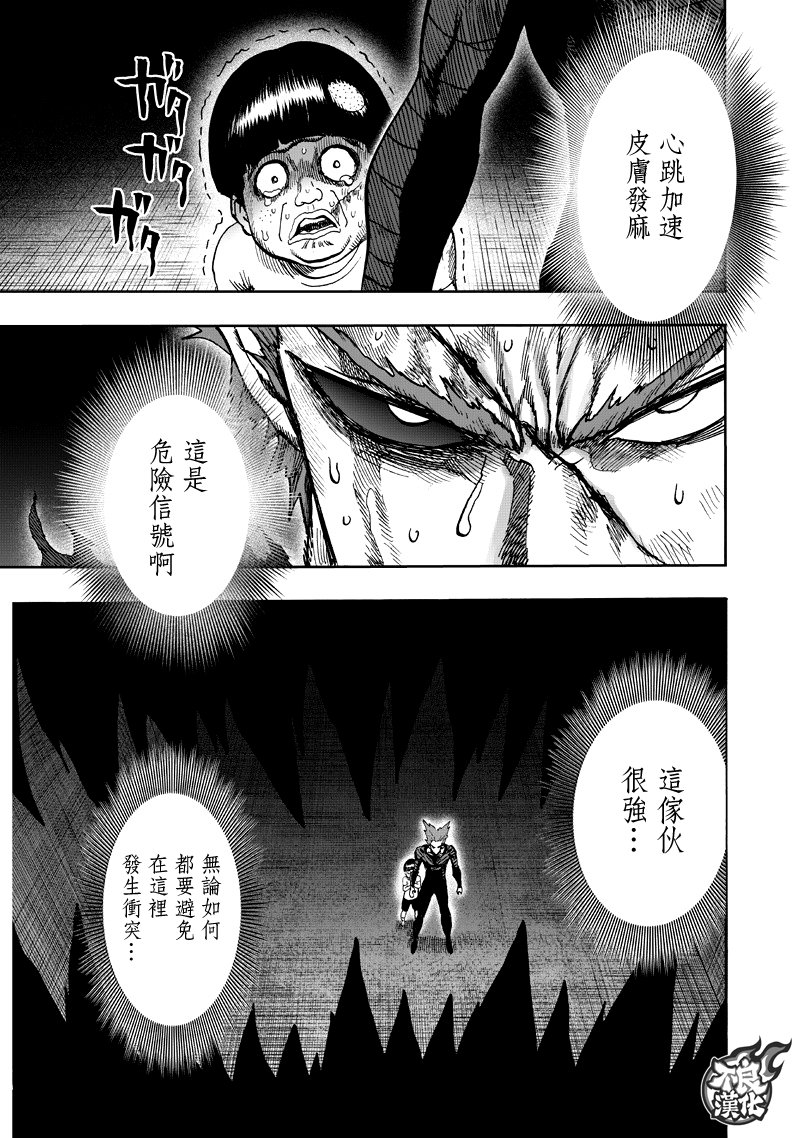 心跳加速
皮膚發麻
ガタ
ガタ
ガタ
這是
危險信號啊
這傢伙
很強…
無論如何
都要避免
在這裡
發生衝突…
狼
漢化